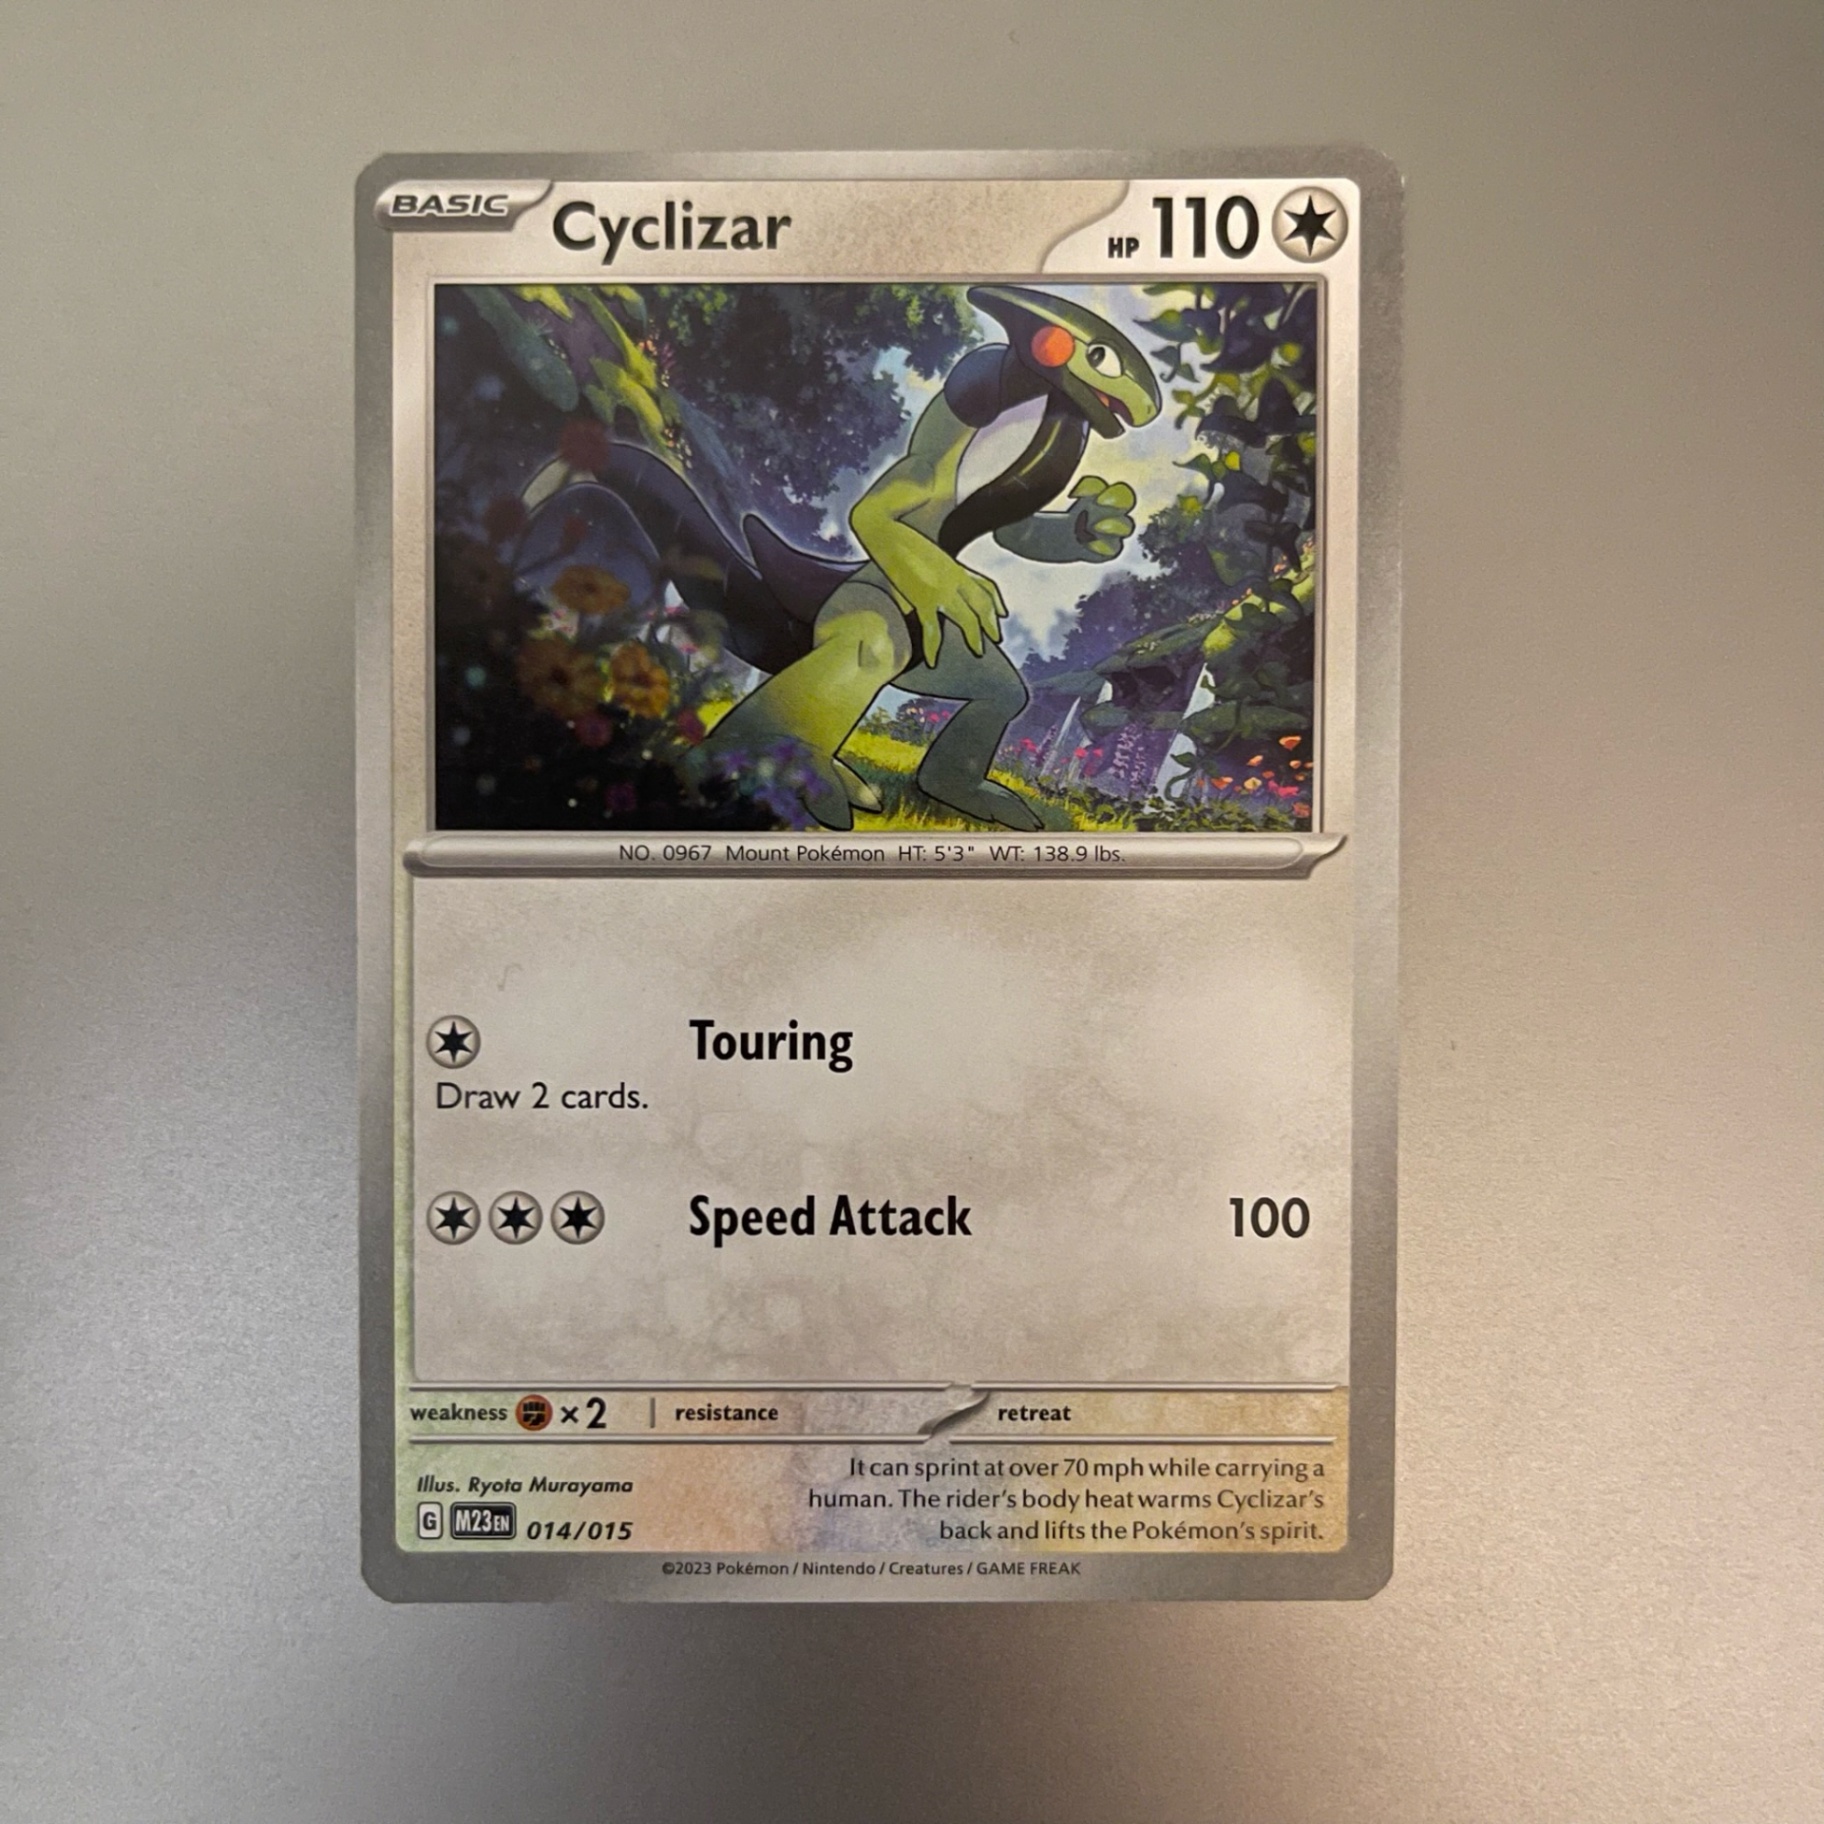 BASIC Cyclizar HP 110
NO. 0967 Mount Pokémon HT: 5'3" WT: 138.9 lbs.
Touring
Draw 2 cards.
Speed Attack 100
weakness ×2 | resistance retreat
Illus. Ryota Murayama
G M23EN 014/015
It can sprint at over 70 mph while carrying a
human. The rider's body heat warms Cyclizar's
back and lifts the Pokémon's spirit.
©2023 Pokémon / Nintendo / Creatures / GAME FREAK